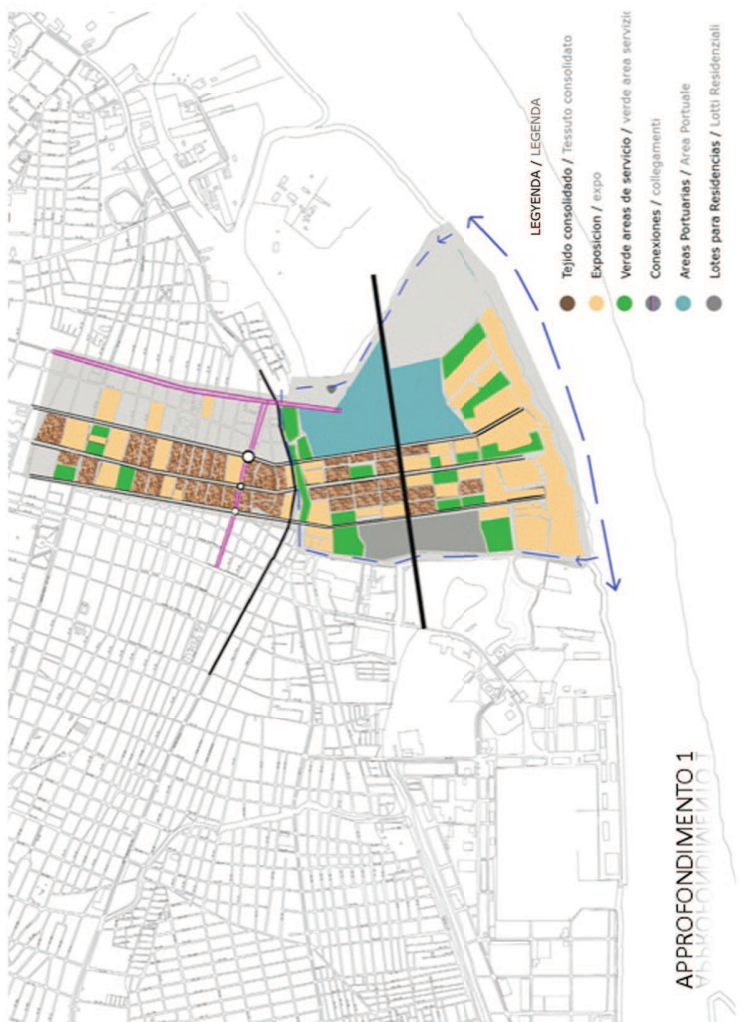 LEGYENDA / LEGENDA
Tejido consolidado / Tessuto consolidato
Exposicion / expo
Verde areas de servicio / verde area servizio
Conexiones / collegamenti
Areas Portuarias / Area Portuale
Lotes para Residencias / Lotti Residenziali
APPROFONDIMENTO 1